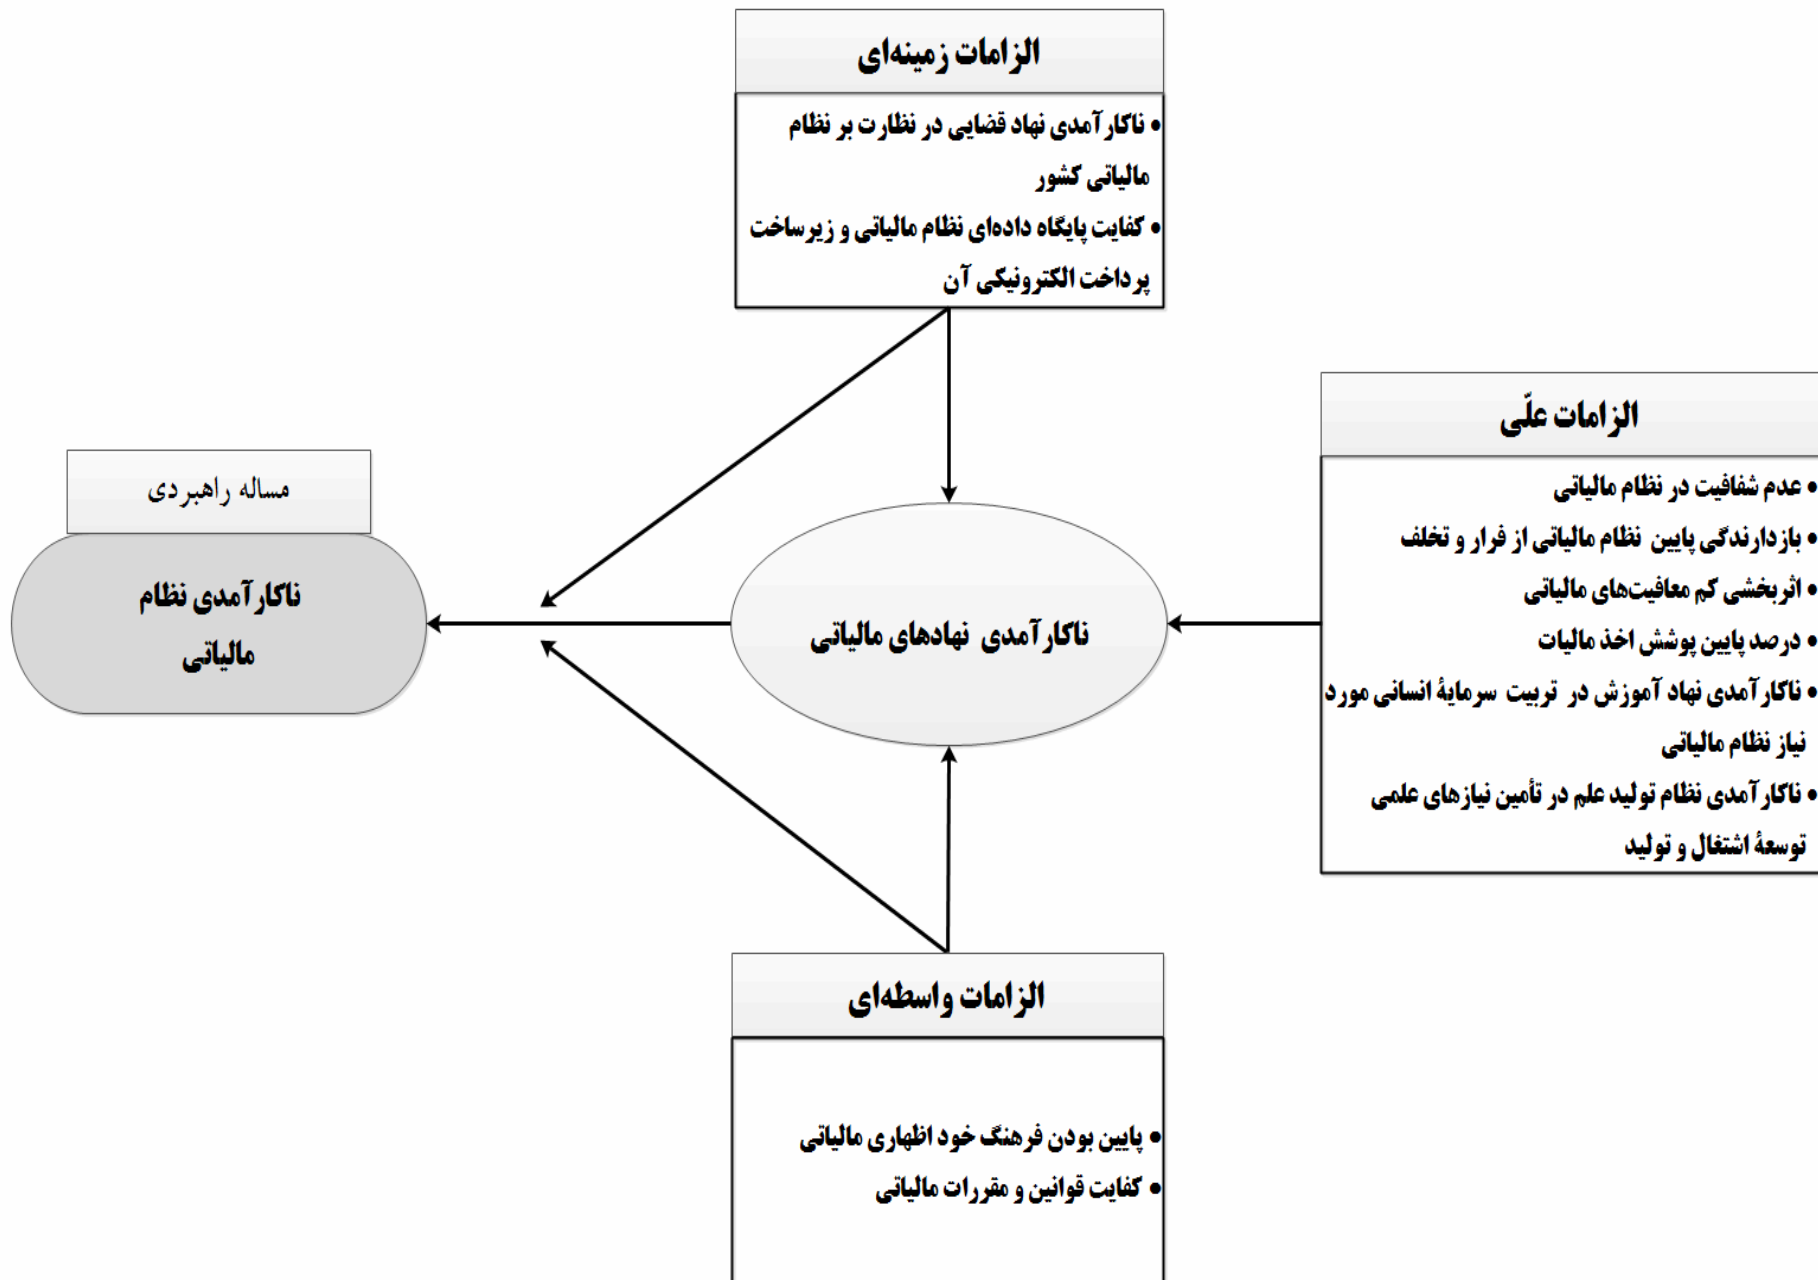 الزامات زمینه‌ای
• ناکارآمدی نهاد قضایی در نظارت بر نظام
مالیاتی کشور
• کفایت پایگاه داده‌ای نظام مالیاتی و زیرساخت
پرداخت الکترونیکی آن
الزامات علّی
• عدم شفافیت در نظام مالیاتی
• بازدارندگی پایین نظام مالیاتی از فرار و تخلف
• اثربخشی کم معافیت‌های مالیاتی
• درصد پایین پوشش اخذ مالیات
• ناکارآمدی نهاد آموزش در تربیت سرمایۀ انسانی مورد
نیاز نظام مالیاتی
• ناکارآمدی نظام تولید علم در تأمین نیازهای علمی
توسعۀ اشتغال و تولید
ناکارآمدی نهادهای مالیاتی
مساله راهبردی
ناکارآمدی نظام
مالیاتی
الزامات واسطه‌ای
• پایین بودن فرهنگ خود اظهاری مالیاتی
• کفایت قوانین و مقررات مالیاتی